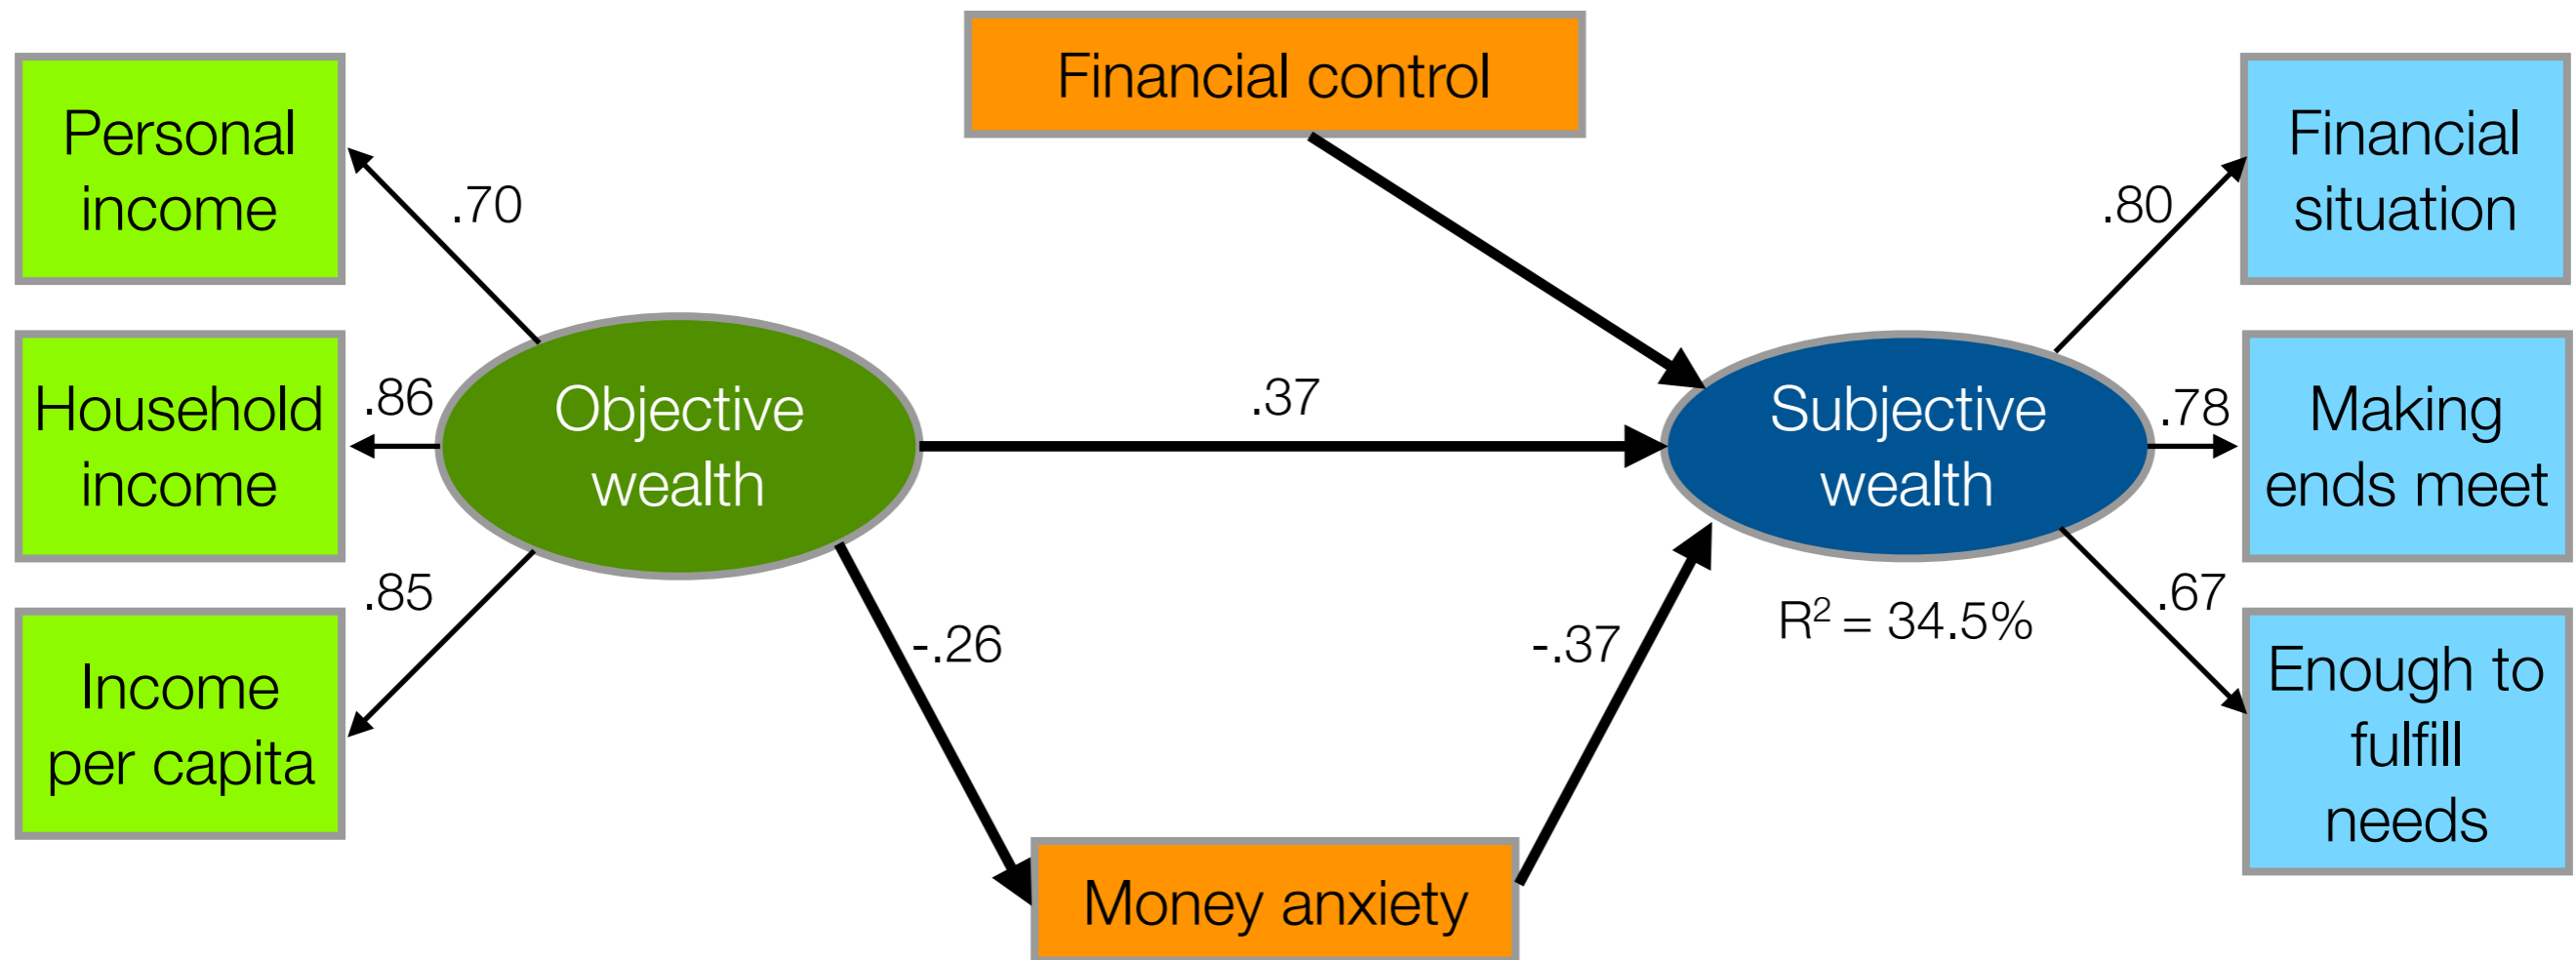 Financial control
Personal
income
.70
Household
income
.86
Income
per capita
.85
Objective
wealth
.37
-.26
Money anxiety
-.37
Subjective
wealth
R² = 34.5%
.80
Financial
situation
.78
Making
ends meet
.67
Enough to
fulfill
needs